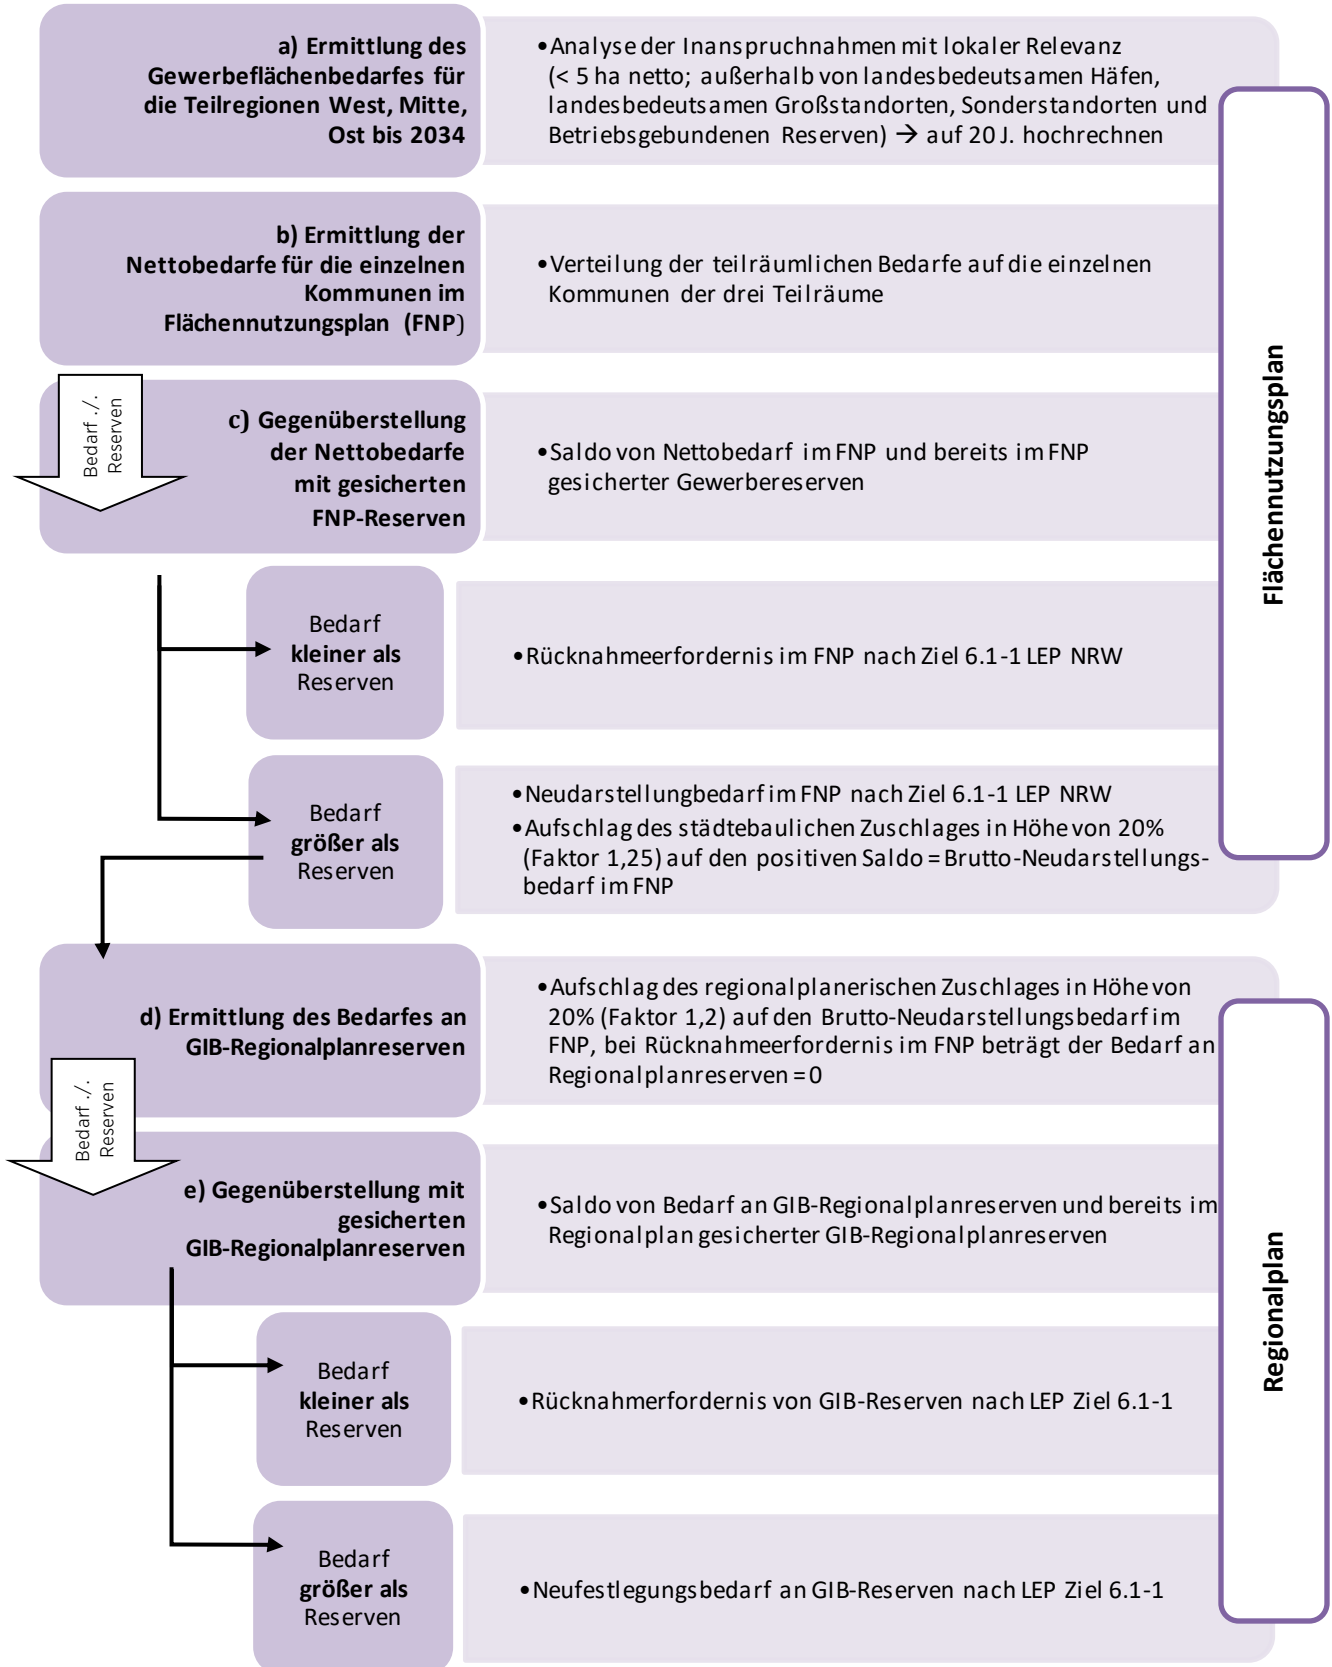 a) Ermittlung des
Gewerbeflächenbedarfes für
die Teilregionen West, Mitte,
Ost bis 2034
•Analyse der Inanspruchnahmen mit lokaler Relevanz
(< 5 ha netto; außerhalb von landesbedeutsamen Häfen,
landesbedeutsamen Großstandorten, Sonderstandorten und
Betriebsgebundenen Reserven) → auf 20 J. hochrechnen
b) Ermittlung der
Nettobedarfe für die einzelnen
Kommunen im
Flächennutzungsplan (FNP)
•Verteilung der teilräumlichen Bedarfe auf die einzelnen
Kommunen der drei Teilräume
Bedarf ./.
Reserven
c) Gegenüberstellung
der Nettobedarfe
mit gesicherten
FNP-Reserven
•Saldo von Nettobedarf im FNP und bereits im FNP
gesicherter Gewerbereserven
Bedarf
kleiner als
Reserven
•Rücknahmeerfordernis im FNP nach Ziel 6.1-1 LEP NRW
Bedarf
größer als
Reserven
•Neudarstellungbedarf im FNP nach Ziel 6.1-1 LEP NRW
•Aufschlag des städtebaulichen Zuschlages in Höhe von 20%
(Faktor 1,25) auf den positiven Saldo = Brutto-Neudarstellungs-
bedarf im FNP
Flächennutzungsplan
d) Ermittlung des Bedarfes an
GIB-Regionalplanreserven
•Aufschlag des regionalplanerischen Zuschlages in Höhe von
20% (Faktor 1,2) auf den Brutto-Neudarstellungsbedarf im
FNP, bei Rücknahmeerfordernis im FNP beträgt der Bedarf an
Regionalplanreserven = 0
Bedarf ./.
Reserven
e) Gegenüberstellung mit
gesicherten
GIB-Regionalplanreserven
•Saldo von Bedarf an GIB-Regionalplanreserven und bereits im
Regionalplan gesicherter GIB-Regionalplanreserven
Bedarf
kleiner als
Reserven
•Rücknahmerfordernis von GIB-Reserven nach LEP Ziel 6.1-1
Bedarf
größer als
Reserven
•Neufestlegungsbedarf an GIB-Reserven nach LEP Ziel 6.1-1
Regionalplan